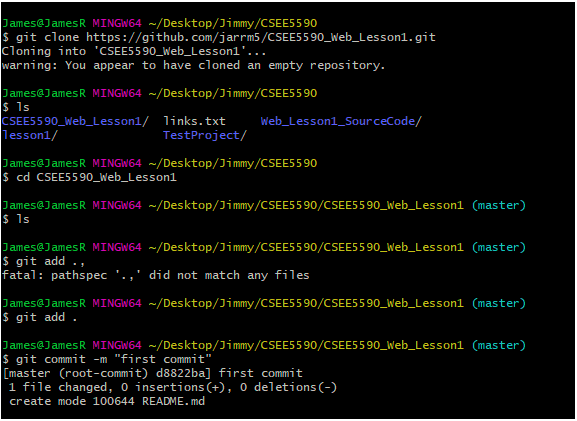 James@JamesR MINGW64 ~/Desktop/Jimmy/CSEE5590
$ git clone https://github.com/jarrm5/CSEE5590_Web_Lesson1.git
Cloning into 'CSEE5590_Web_Lesson1'...
warning: You appear to have cloned an empty repository.
James@JamesR MINGW64 ~/Desktop/Jimmy/CSEE5590
$ ls
CSEE5590_Web_Lesson1/ links.txt Web_Lesson1_SourceCode/
lesson1/ TestProject/
James@JamesR MINGW64 ~/Desktop/Jimmy/CSEE5590
$ cd CSEE5590_Web_Lesson1
James@JamesR MINGW64 ~/Desktop/Jimmy/CSEE5590/CSEE5590_Web_Lesson1 (master)
$ ls
James@JamesR MINGW64 ~/Desktop/Jimmy/CSEE5590/CSEE5590_Web_Lesson1 (master)
$ git add .,
fatal: pathspec '.,' did not match any files
James@JamesR MINGW64 ~/Desktop/Jimmy/CSEE5590/CSEE5590_Web_Lesson1 (master)
$ git add .
James@JamesR MINGW64 ~/Desktop/Jimmy/CSEE5590/CSEE5590_Web_Lesson1 (master)
$ git commit -m "first commit"
[master (root-commit) d8822ba] first commit
1 file changed, 0 insertions(+), 0 deletions(-)
create mode 100644 README.md